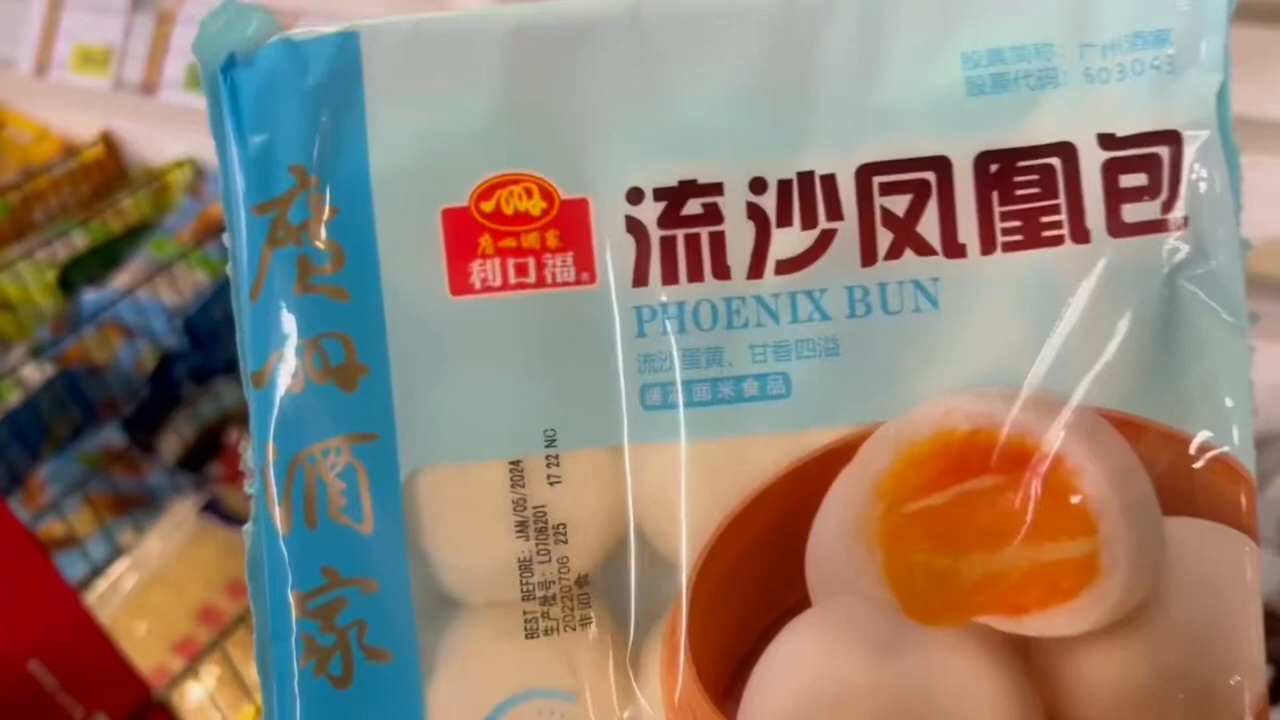 股票简称：广州酒家
股票代码：603043
广州酒家
广州酒家
利口福
流沙凤凰包
PHOENIX BUN
流沙蛋黄、甘香四溢
速冻面米食品
BEST BEFORE: JAN/05/2024
生产批号: L0706201 17 22 NC
20220706 225
非即食